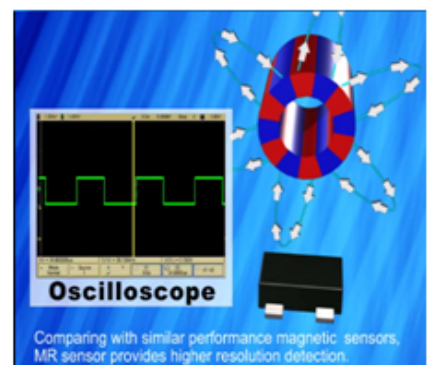 Oscilloscope
Comparing with similar performance magnetic sensors,
MR sensor provides higher resolution detection.